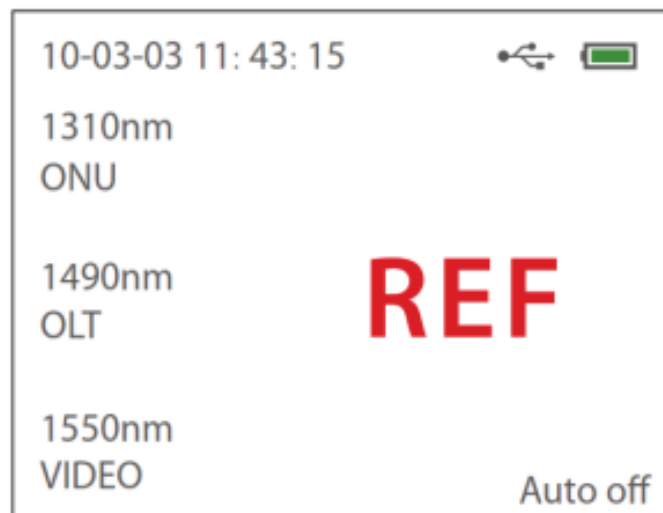 10-03-03 11: 43: 15
1310nm
ONU
1490nm
OLT
REF
1550nm
VIDEO
Auto off